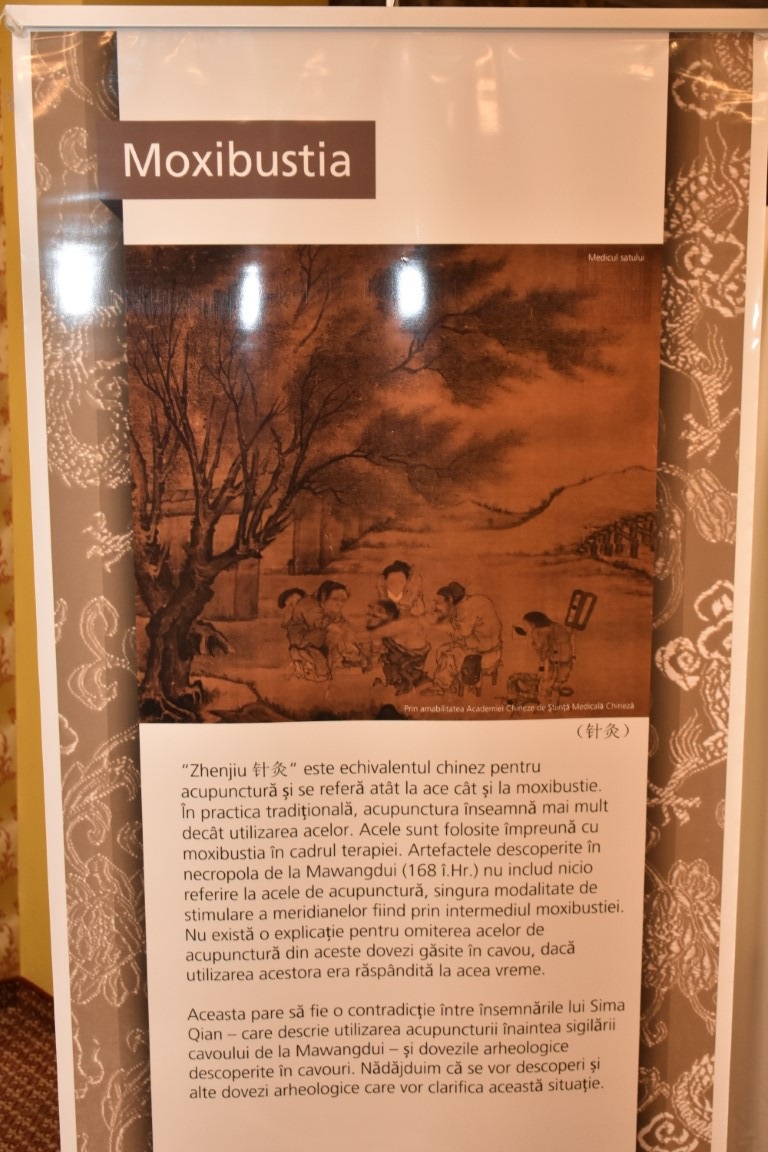 Moxibustia
Medicul satului
Prin amabilitatea Academiei Chineze de Ştiinţă Medicală Chineză
(针灸)
"Zhenjiu 针灸" este echivalentul chinez pentru
acupunctură şi se referă atât la ace cât şi la moxibustie.
În practica tradiţională, acupunctura înseamnă mai mult
decât utilizarea acelor. Acele sunt folosite împreună cu
moxibustia în cadrul terapiei. Artefactele descoperite în
necropola de la Mawangdui (168 î.Hr.) nu includ nicio
referire la acele de acupunctură, singura modalitate de
stimulare a meridianelor fiind prin intermediul moxibustiei.
Nu există o explicaţie pentru omiterea acelor de
acupunctură din aceste dovezi găsite în cavou, dacă
utilizarea acestora era răspândită la acea vreme.
Aceasta pare să fie o contradicţie între însemnările lui Sima
Qian – care descrie utilizarea acupuncturii înaintea sigilării
cavoului de la Mawangdui – şi dovezile arheologice
descoperite în cavouri. Nădăjduim că se vor descoperi şi
alte dovezi arheologice care vor clarifica această situaţie.